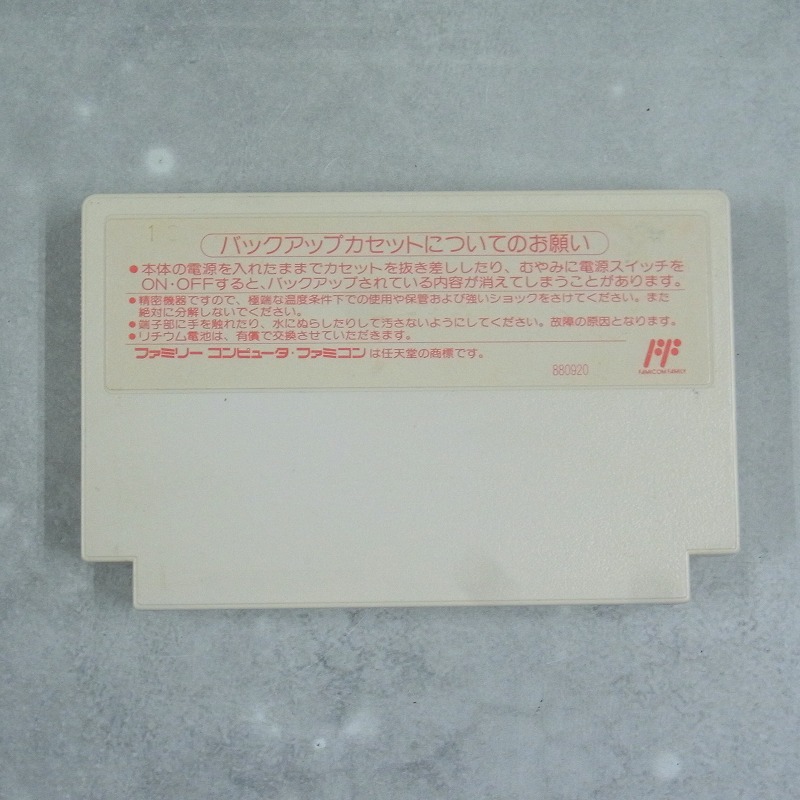 バックアップカセットについてのお願い
●本体の電源を入れたままでカセットを抜き差ししたり、むやみに電源スイッチを
ON・OFFすると、バックアップされている内容が消えてしまうことがあります。
●精密機器ですので、極端な温度条件下での使用や保管および強いショックをさけてください。また
絶対に分解しないでください。
●端子部に手を触れたり、水にぬらしたりして汚さないようにしてください。故障の原因となります。
●リチウム電池は、有償で交換させていただきます。
ファミリー コンピュータ・ファミコンは任天堂の商標です。
880920
FAMICOM FAMILY